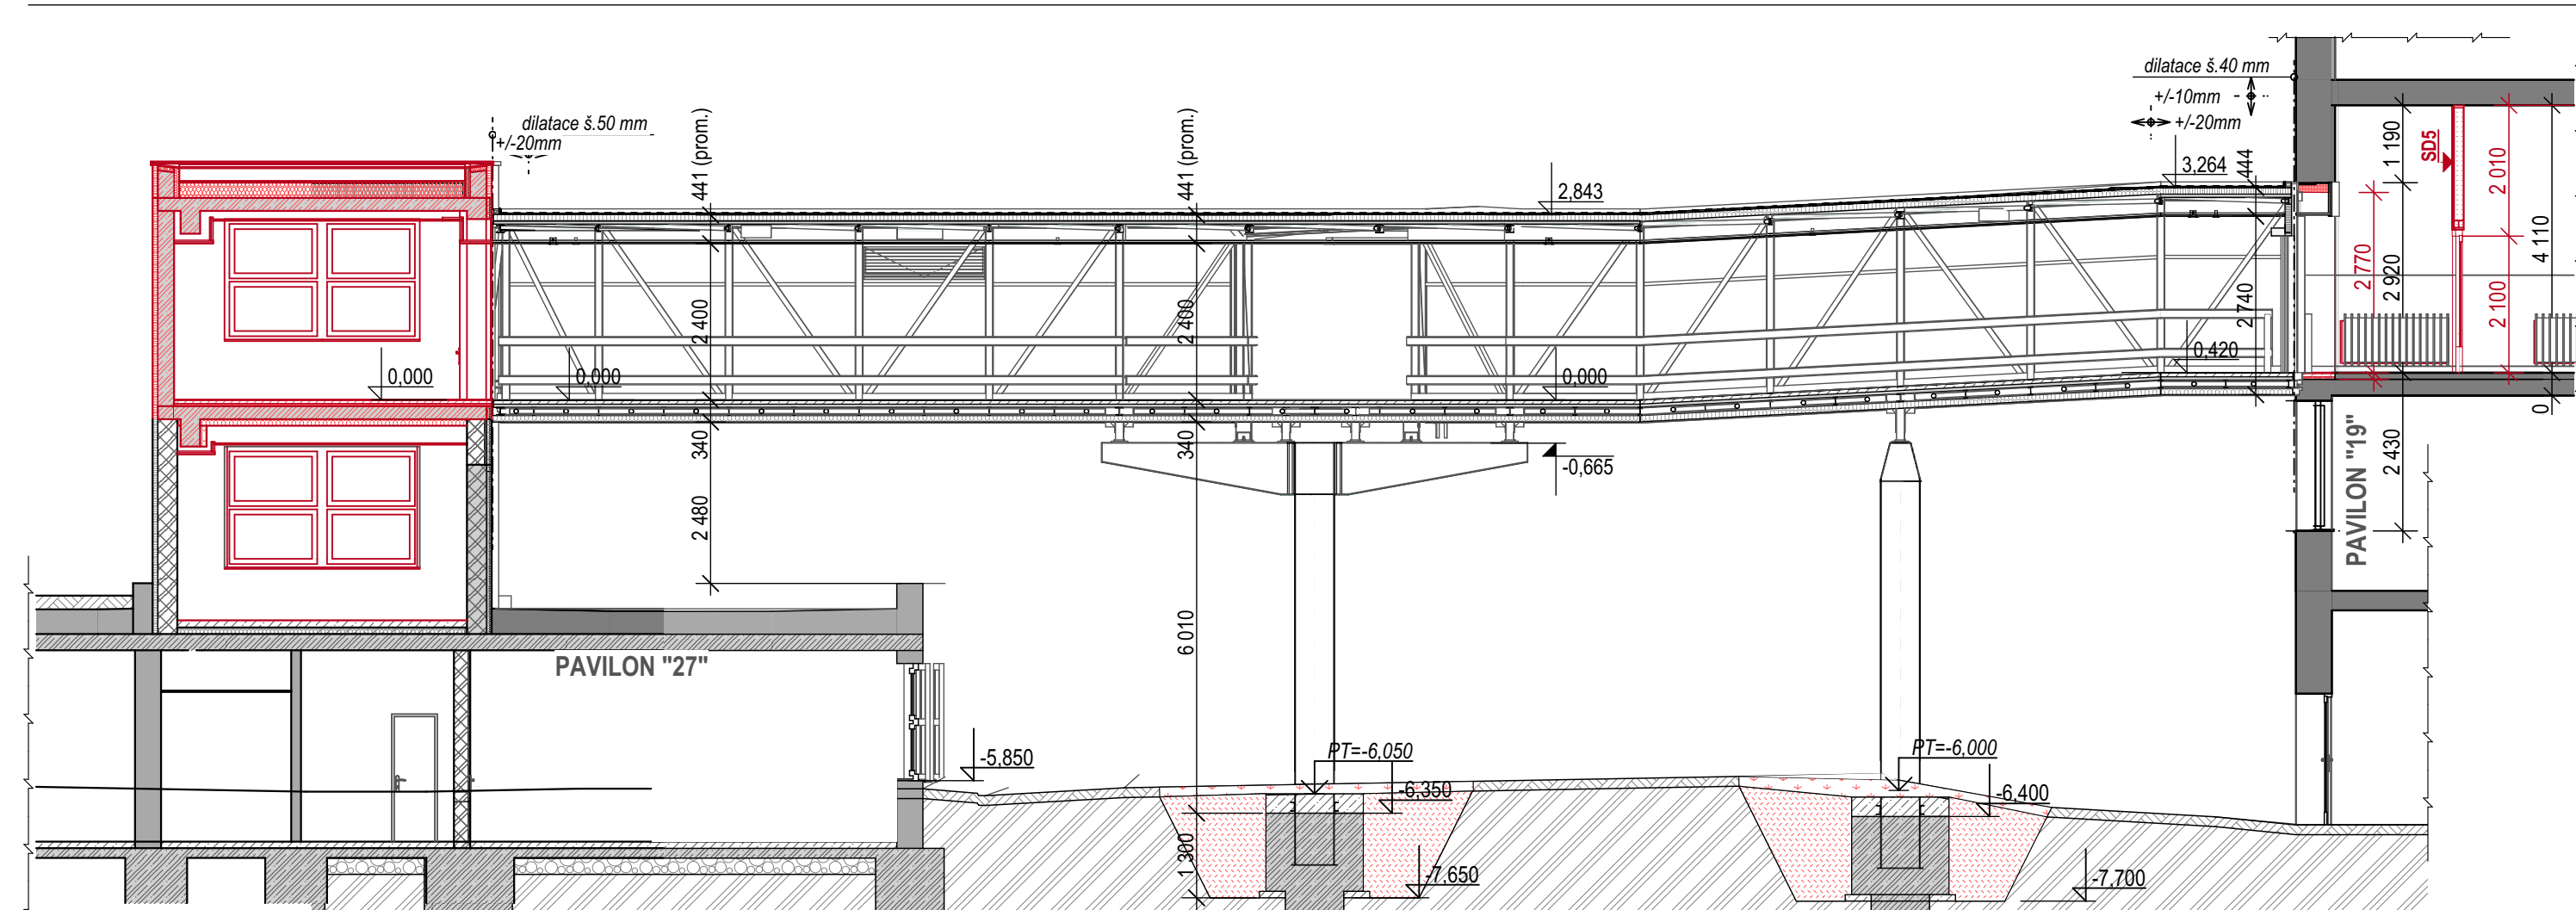 dilatace š.40 mm
+/-10mm
+/-20mm
dilatace š.50 mm
+/-20mm
441 (prom.)
441 (prom.)
2,843
3,264
444
1 190
SD5
2 010
4 110
2 770
2 920
2 100
2 400
2 400
2 740
0,000
0,000
0,000
0,420
0
340
340
-0,665
2 430
PAVILON "19"
2 480
6 010
PAVILON "27"
-5,850
PT=-6,050
PT=-6,000
-6,350
-6,400
1 300
-7,650
-7,700